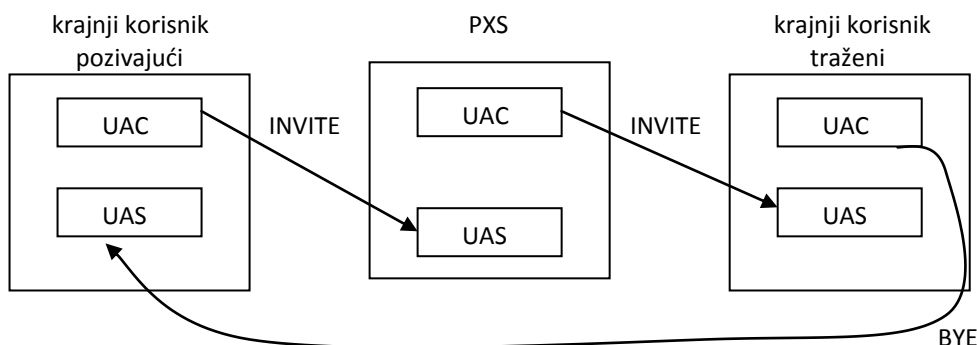 krajnji korisnik
pozivajući
PXS
krajnji korisnik
traženi
UAC
INVITE
UAC
INVITE
UAC
UAS
UAS
UAS
BYE